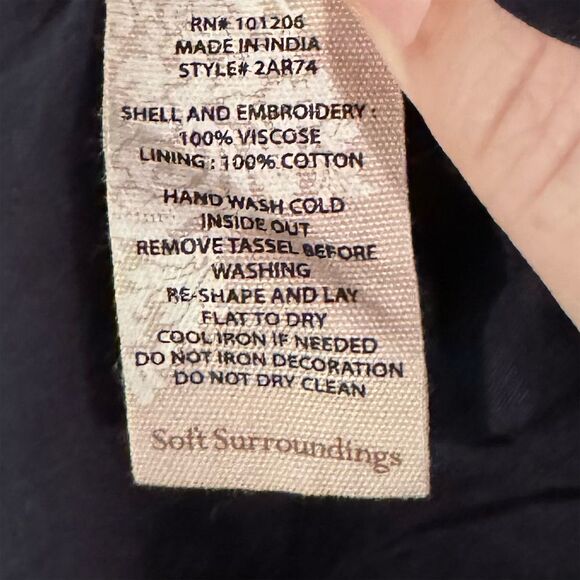 RN# 101206
MADE IN INDIA
STYLE# 2AR74
SHELL AND EMBROIDERY :
100% VISCOSE
LINING : 100% COTTON
HAND WASH COLD
INSIDE OUT
REMOVE TASSEL BEFORE
WASHING
RE-SHAPE AND LAY
FLAT TO DRY
COOL IRON IF NEEDED
DO NOT IRON DECORATION
DO NOT DRY CLEAN
Soft Surroundings